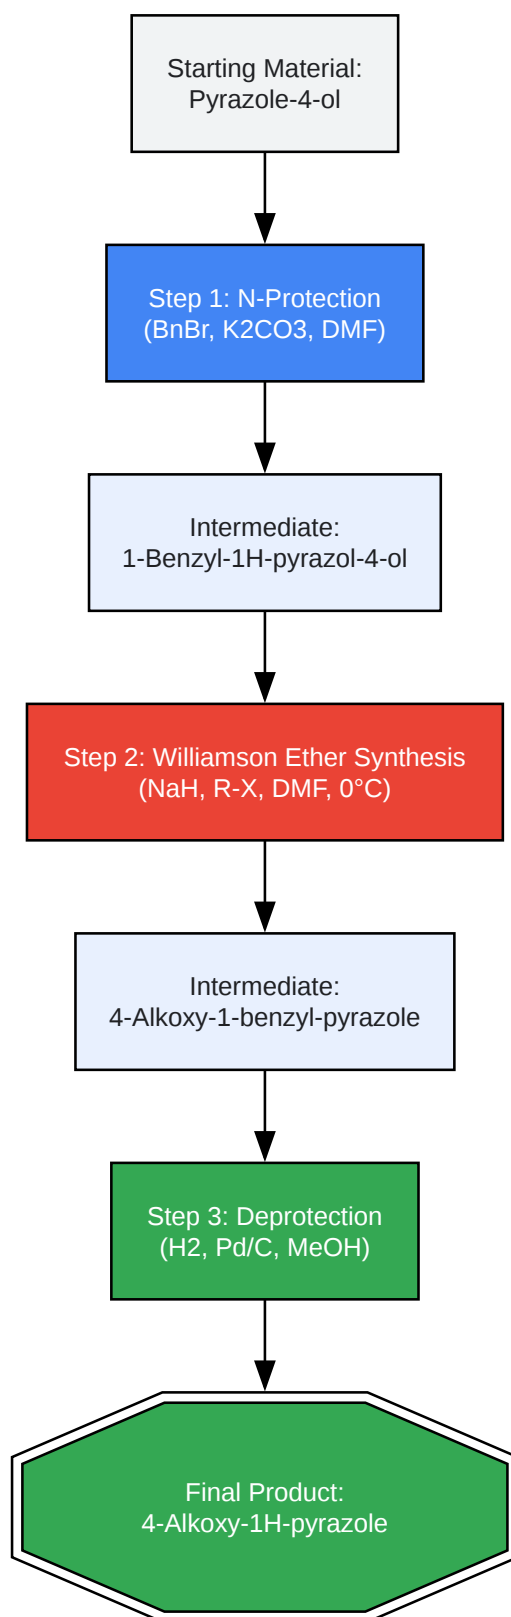 Starting Material:
Pyrazole-4-ol
Step 1: N-Protection
(BnBr, K2CO3, DMF)
Intermediate:
1-Benzyl-1H-pyrazol-4-ol
Step 2: Williamson Ether Synthesis
(NaH, R-X, DMF, 0°C)
Intermediate:
4-Alkoxy-1-benzyl-pyrazole
Step 3: Deprotection
(H2, Pd/C, MeOH)
Final Product:
4-Alkoxy-1H-pyrazole